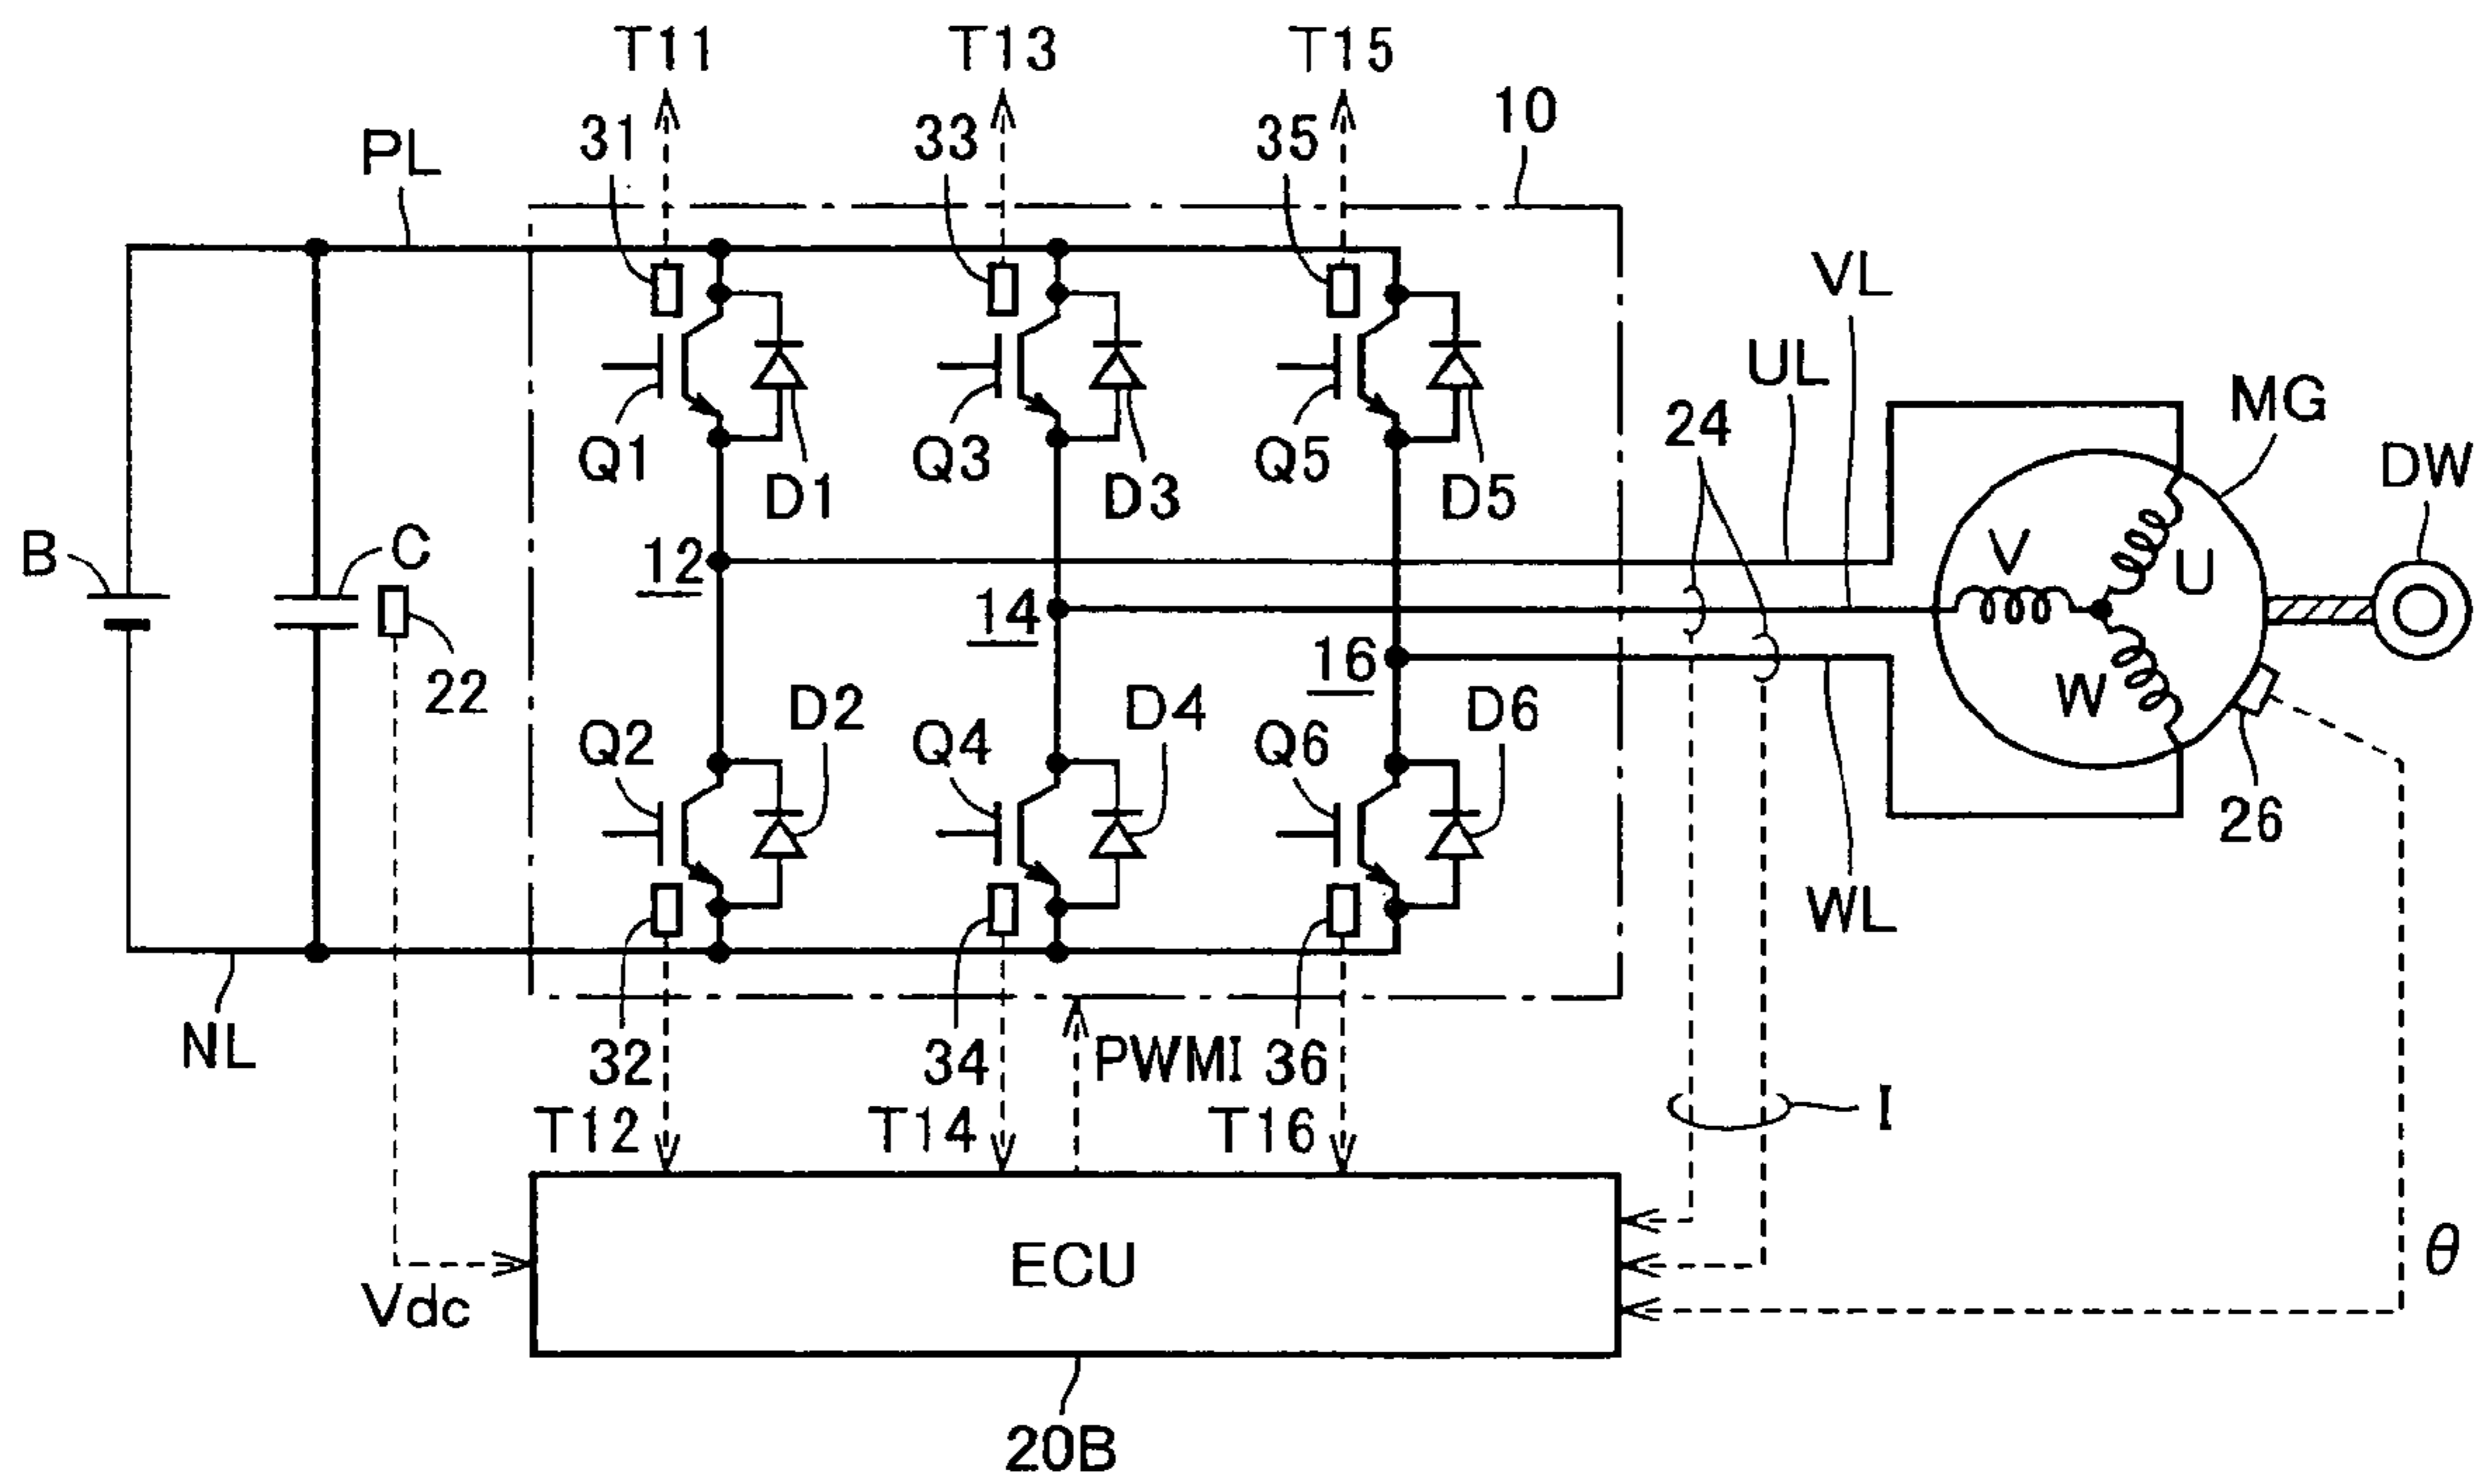 T11 T13 T15
31 33 35 10
PL
VL
UL
MG
24
DW
Q1 Q3 Q5
D1 D3 D5
B C
12
V U
14
16
22
W
D2 D4 D6
Q2 Q4 Q6
26
WL
NL
32 34 PWMI 36
I
T12 T14 T16
ECU
θ
Vdc
20B